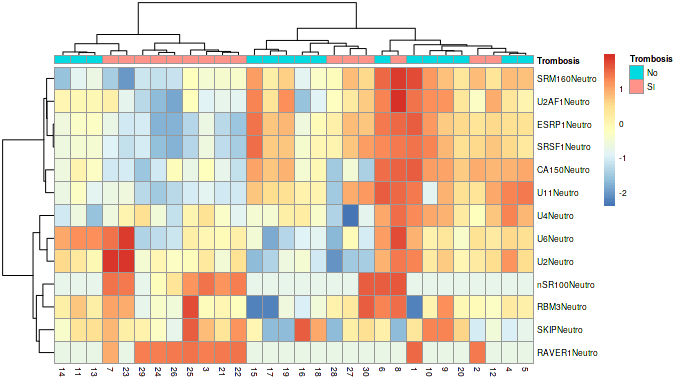 Trombosis
Trombosis
No
SI
SRM160Neutro
U2AF1Neutro
ESRP1Neutro
SRSF1Neutro
CA150Neutro
U11Neutro
U4Neutro
U6Neutro
U2Neutro
nSR100Neutro
RBM3Neutro
SKIPNeutro
RAVER1Neutro
1
0
-1
-2
14 11 13 7 23 29 24 26 25 3 21 22 15 17 19 16 18 28 27 30 6 8 1 10 9 20 2 12 4 5